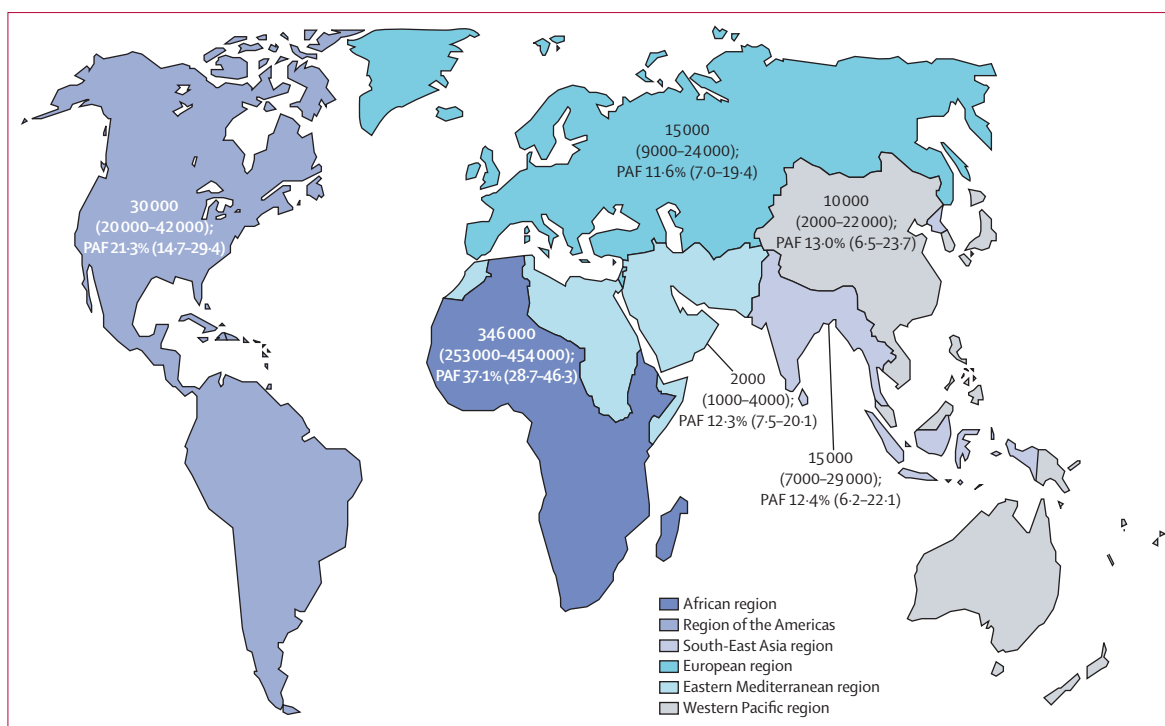 15 000
(9000–24 000);
PAF 11·6% (7·0–19·4)
30 000
(20 000–42 000);
PAF 21·3% (14·7–29·4)
10 000
(2000–22 000);
PAF 13·0% (6·5–23·7)
346 000
(253 000–454 000);
PAF 37·1% (28·7–46·3)
2000
(1000–4000);
PAF 12·3% (7·5–20·1)
15 000
(7000–29 000);
PAF 12·4% (6·2–22·1)
African region
Region of the Americas
South-East Asia region
European region
Eastern Mediterranean region
Western Pacific region